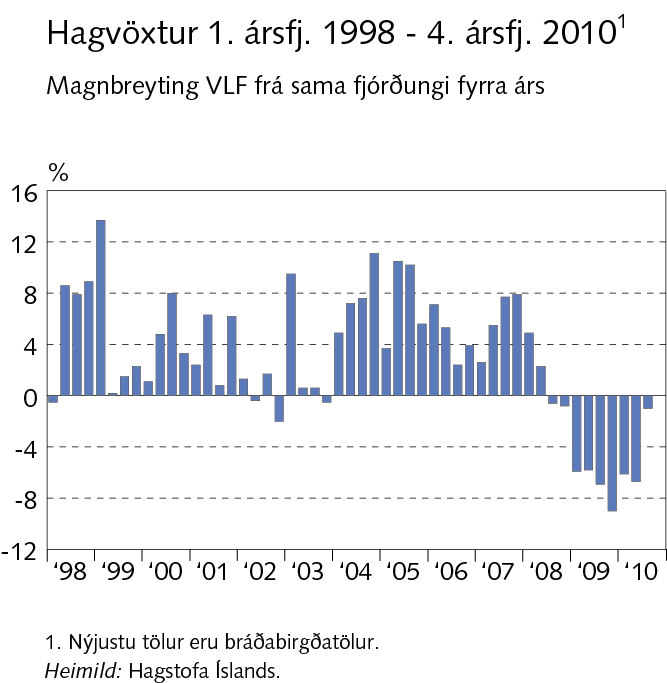 Hagvöxtur 1. ársfj. 1998 - 4. ársfj. 2010¹
Magnbreyting VLF frá sama fjórðungi fyrra árs
%
16
12
8
4
0
-4
-8
-12
‘98 ‘99 ‘00 ‘01 ‘02 ‘03 ‘04 ‘05 ‘06 ‘07 ‘08 ‘09 ‘10
1. Nýjustu tölur eru bráðabirgðatölur.
Heimild: Hagstofa Íslands.